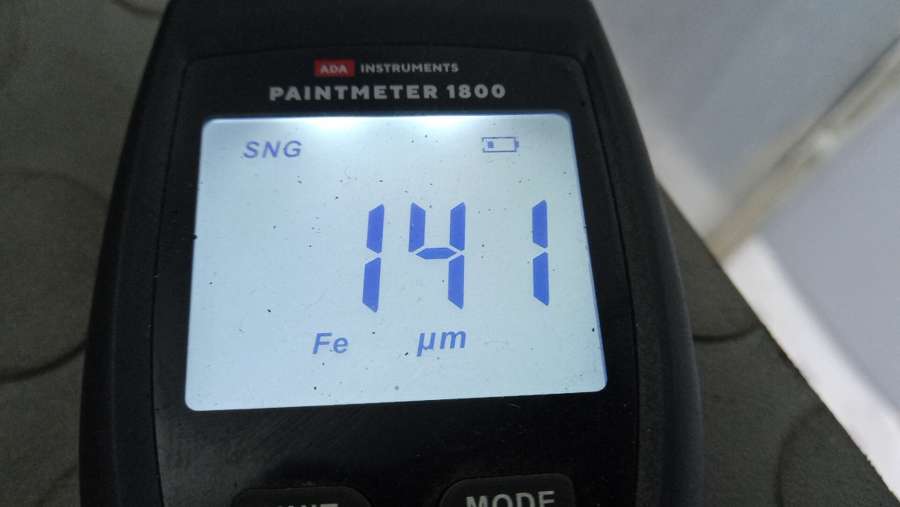 ADA INSTRUMENTS
PAINTMETER 1800
SNG
141
Fe µm
MODE